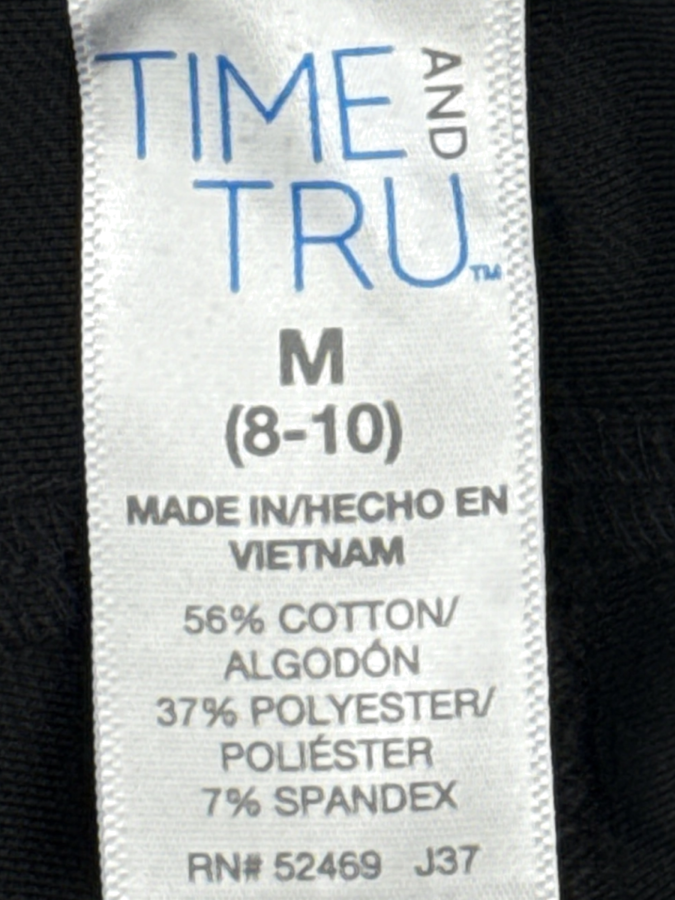 TIME AND
TRU™
M
(8-10)
MADE IN/HECHO EN
VIETNAM
56% COTTON/
ALGODÓN
37% POLYESTER/
POLIÉSTER
7% SPANDEX
RN# 52469 J37